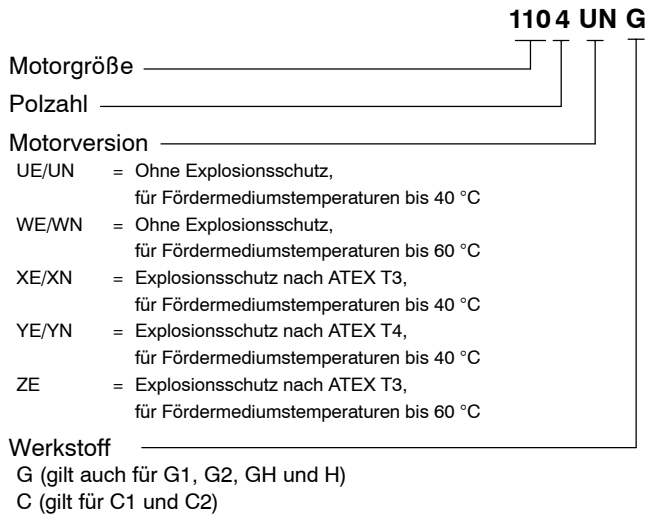 110 4 UN G
Motorgröße
Polzahl
Motorversion
UE/UN = Ohne Explosionsschutz,
für Fördermediumstemperaturen bis 40 °C
WE/WN = Ohne Explosionsschutz,
für Fördermediumstemperaturen bis 60 °C
XE/XN = Explosionsschutz nach ATEX T3,
für Fördermediumstemperaturen bis 40 °C
YE/YN = Explosionsschutz nach ATEX T4,
für Fördermediumstemperaturen bis 40 °C
ZE = Explosionsschutz nach ATEX T3,
für Fördermediumstemperaturen bis 60 °C
Werkstoff
G (gilt auch für G1, G2, GH und H)
C (gilt für C1 und C2)